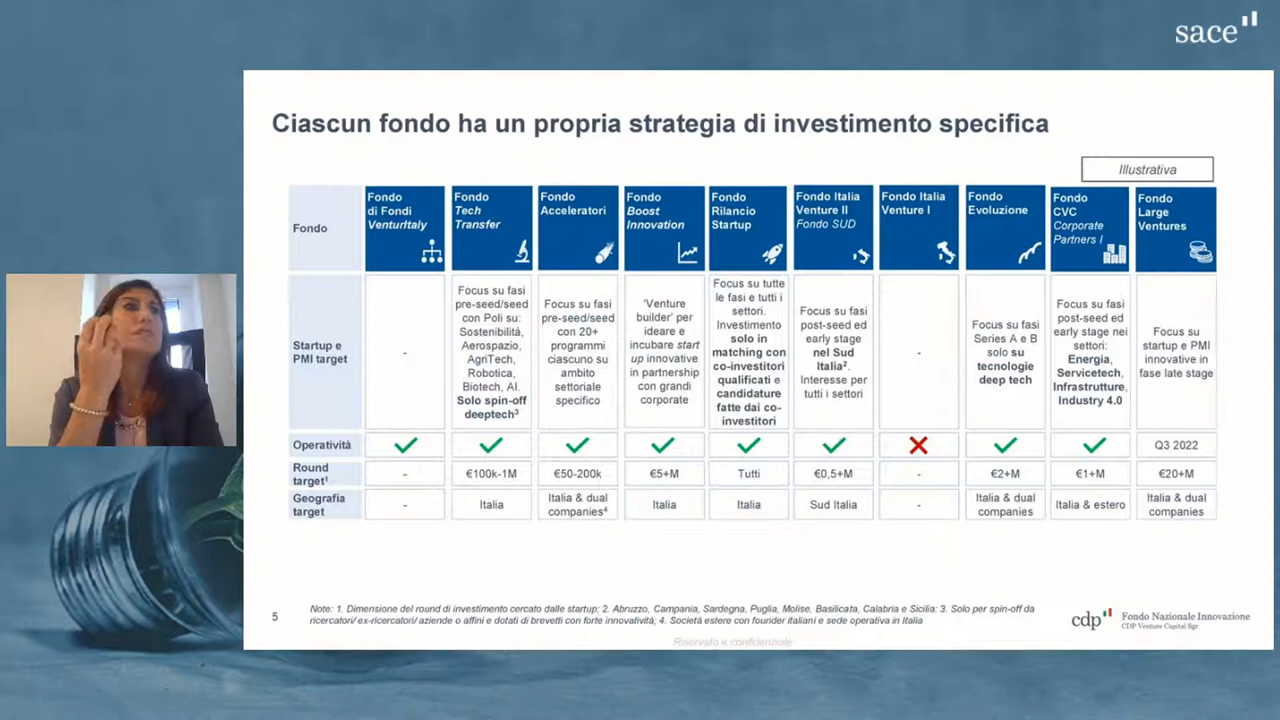 sace
Ciascun fondo ha un propria strategia di investimento specifica
Illustrativa
Fondo
Fondo
di Fondi
VenturItaly
Fondo
Tech
Transfer
Fondo
Acceleratori
Fondo
Boost
Innovation
Fondo
Rilancio
Startup
Fondo Italia
Venture II
Fondo SUD
Fondo Italia
Venture I
Fondo
Evoluzione
Fondo
CVC
Corporate
Partners I
Fondo
Large
Ventures
Startup e
PMI target
-
Focus su fasi
pre-seed/seed
con Poli su:
Sostenibilità,
Aerospazio,
AgriTech,
Robotica,
Biotech, AI.
Solo spin-off
deeptech³
Focus su fasi
pre-seed/seed
con 20+
programmi
ciascuno su
ambito
settoriale
specifico
'Venture
builder' per
ideare e
incubare start
up innovative
in partnership
con grandi
corporate
Focus su tutte
le fasi e tutti i
settori.
Investimento
solo in
matching con
co-investitori
qualificati e
candidature
fatte dai co-
investitori
Focus su fasi
post-seed ed
early stage
nel Sud
Italia².
Interesse per
tutti i settori
-
Focus su fasi
Series A e B
solo su
tecnologie
deep tech
Focus su fasi
post-seed ed
early stage nei
settori:
Energia,
Servicetech,
Infrastrutture,
Industry 4.0
Focus su
startup e PMI
innovative in
fase late stage
Operatività
Q3 2022
Round
target¹
-
€100k-1M
€50-200k
€5+M
Tutti
€0,5+M
-
€2+M
€1+M
€20+M
Geografia
target
-
Italia
Italia & dual
companies⁴
Italia
Italia
Sud Italia
-
Italia & dual
companies
Italia & estero
Italia & dual
companies
5
Note: 1. Dimensione del round di investimento cercato dalle startup; 2. Abruzzo, Campania, Sardegna, Puglia, Molise, Basilicata, Calabria e Sicilia: 3. Solo per spin-off da
ricercatori/ ex-ricercatori/ aziende o affini e dotati di brevetti con forte innovatività; 4. Società estere con founder italiani e sede operativa in Italia
cdp
Fondo Nazionale Innovazione
CDP Venture Capital Sgr
Riservato e confidenziale